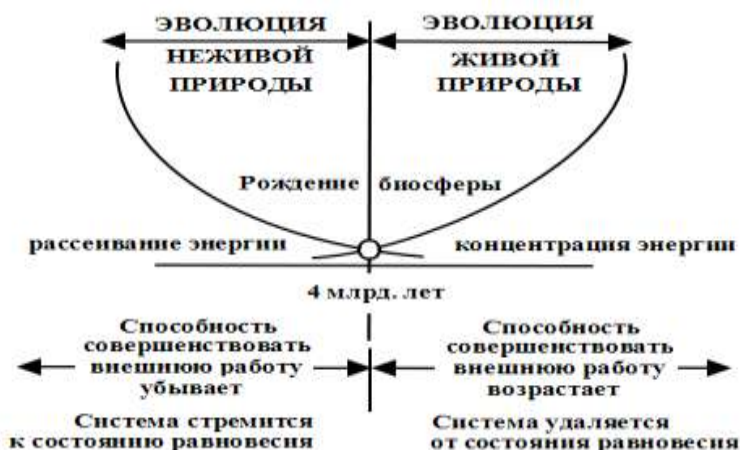 ЭВОЛЮЦИЯ
НЕЖИВОЙ
ПРИРОДЫ
ЭВОЛЮЦИЯ
ЖИВОЙ
ПРИРОДЫ
Рождение биосферы
рассеивание энергии
концентрация энергии
4 млрд. лет
Способность
совершенствовать
внешнюю работу
убывает
Способность
совершенствовать
внешнюю работу
возрастает
Система стремится
к состоянию равновесия
Система удаляется
от состояния равновесия